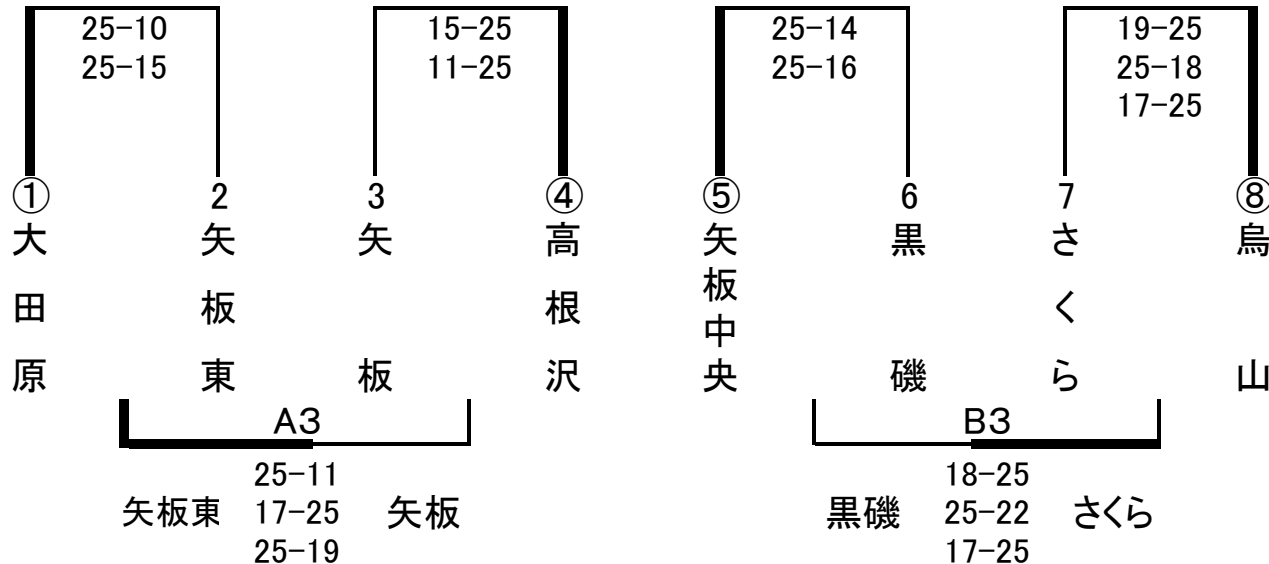 25-10 15-25 25-14 19-25
25-15 11-25 25-16 25-18
17-25
① 2 3 ④ ⑤ 6 7 ⑧
大田原
矢板東
矢板
高根沢
矢板中央
黒磯
さくら
烏山
A3 B3
25-11 18-25
矢板東 17-25 矢板 黒磯 25-22 さくら
25-19 17-25